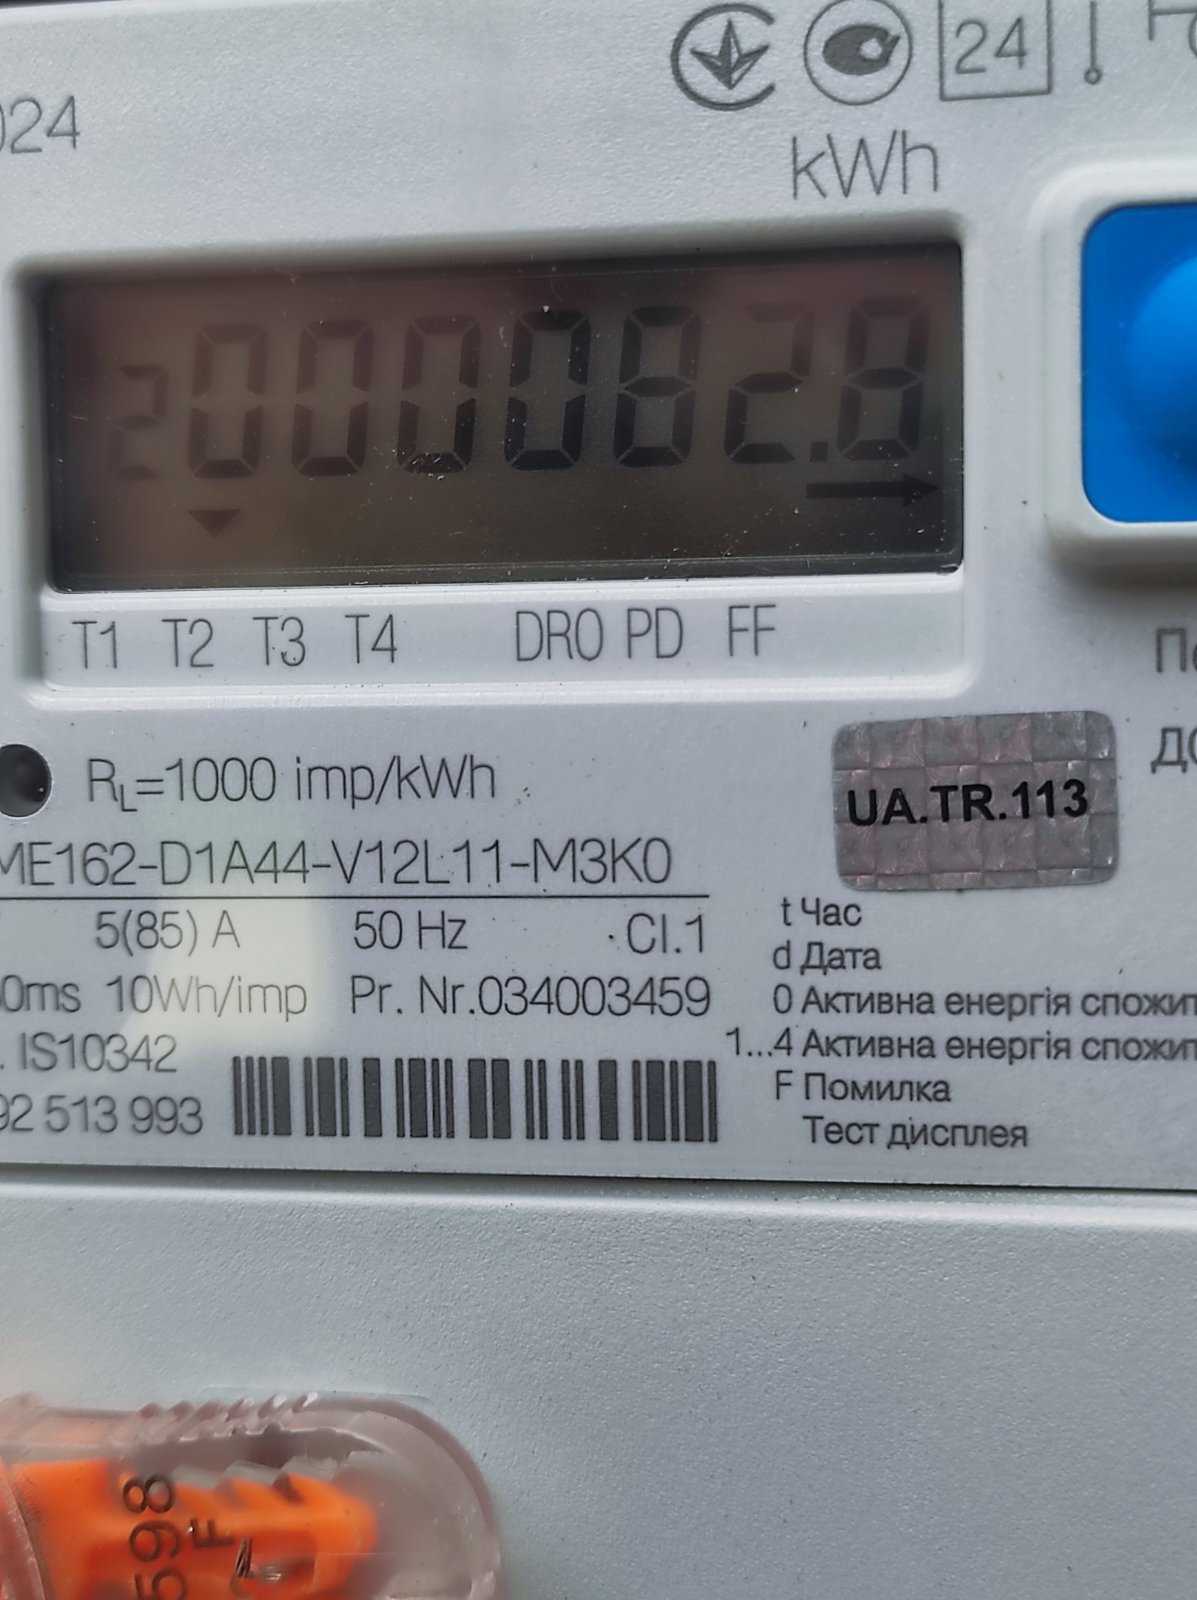 24
024
kWh
2 000082.8
T1 T2 T3 T4 DRO PD FF
RL=1000 imp/kWh
UA.TR.113
ME162-D1A44-V12L11-M3K0
5(85) A 50 Hz Cl.1
0ms 10Wh/imp Pr. Nr.034003459
IS10342
92 513 993
t Час
d Дата
0 Активна енергія спожит
1...4 Активна енергія спожит
F Помилка
Тест дисплея
598
F